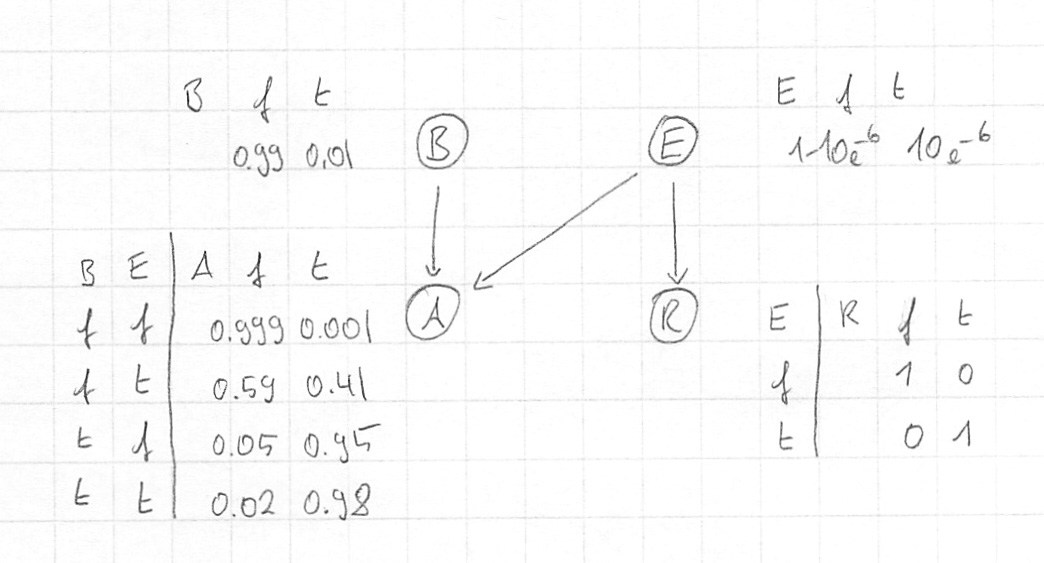 B f t
E f t
0.99 0.01
B
E
1-10e^-6 10e^-6
B E A f t
f f 0.999 0.001
A
R
E R f t
f t 0.59 0.41
f 1 0
t f 0.05 0.95
t 0 1
t t 0.02 0.98